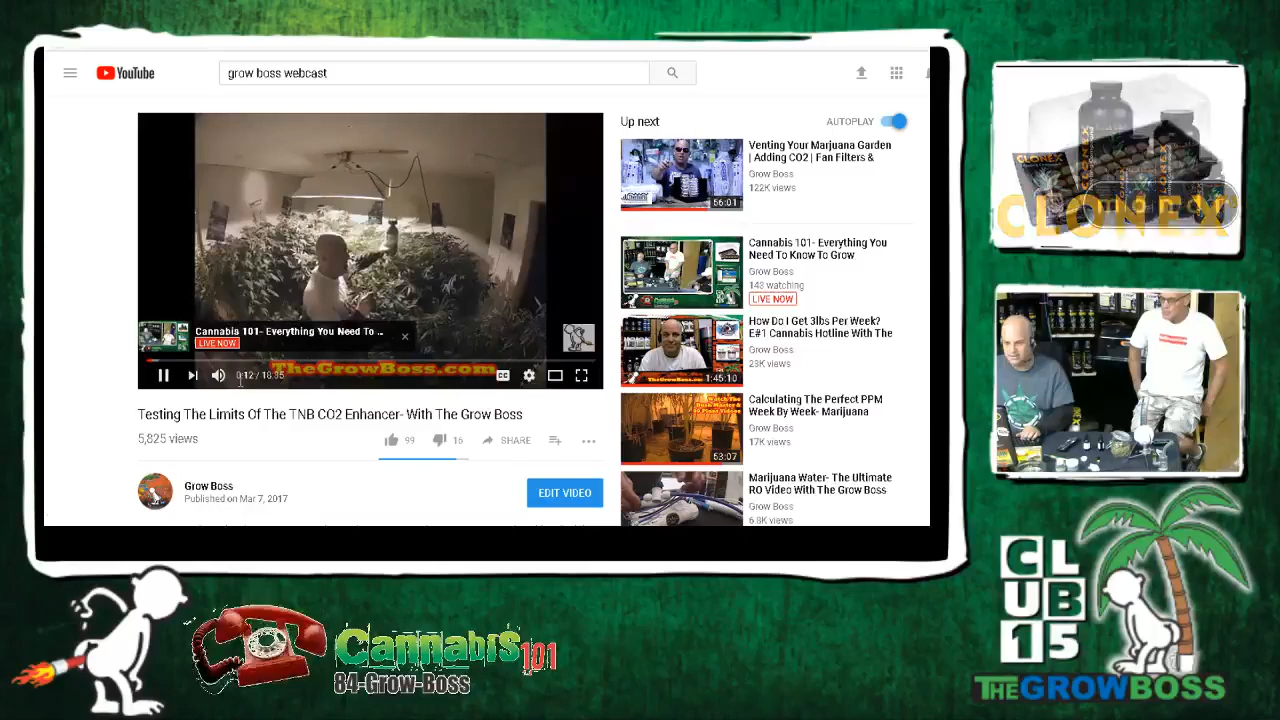 YouTube
grow boss webcast
Up next
AUTOPLAY
Venting Your Marijuana Garden
| Adding CO2 | Fan Filters &
Grow Boss
122K views
56:01
Cannabis 101- Everything You
Need To Know To Grow
Grow Boss
143 watching
LIVE NOW
How Do I Get 3lbs Per Week?
E#1 Cannabis Hotline With The
Grow Boss
23K views
1:45:10
Calculating The Perfect PPM
Week By Week- Marijuana
Grow Boss
17K views
53:07
Marijuana Water- The Ultimate
RO Video With The Grow Boss
6.8K views
Cannabis 101- Everything You Need To ...
LIVE NOW
TheGrowBoss.com
0:12 / 18:35
CC
Testing The Limits Of The TNB CO2 Enhancer- With The Grow Boss
5,825 views
99
16
SHARE
Grow Boss
Published on Mar 7, 2017
EDIT VIDEO
CLONEX
CLONEX
Cannabis 101
84-Grow-Boss
CLUB 15
THEGROWBOSS